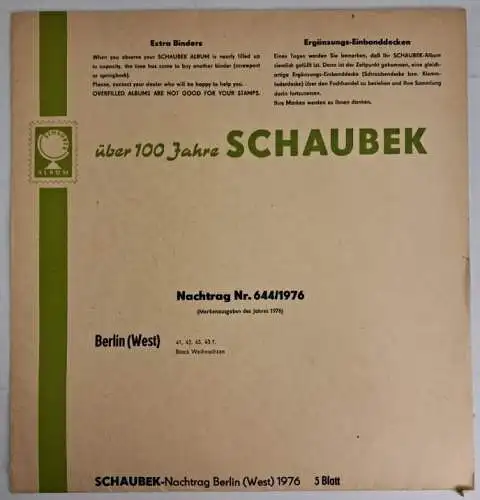 Extra Binders
When you observe your SCHAUBEK ALBUM is nearly filled up
to capacity, the time has come to buy another binder (screwpost
or springback).
Please, contact your dealer who will be happy to help you.
OVERFILLED ALBUMS ARE NOT GOOD FOR YOUR STAMPS.
Ergänzungs-Einbanddecken
Eines Tages werden Sie bemerken, daß Ihr SCHAUBEK-Album
ziemlich gefüllt ist. Dann ist der Zeitpunkt gekommen, eine gleich-
artige Ergänzungs-Einbanddecke (Schraubendecke bzw. Klemm-
federdecke) über den Fachhandel zu beziehen und Ihre Sammlung
darin fortzusetzen.
Ihre Marken werden es Ihnen danken.
SCHAUBEK
ALBUM
über 100 Jahre SCHAUBEK
Nachtrag Nr. 644/1976
(Markenausgaben des Jahres 1976)
Berlin (West)
41, 42, 43, 43 f.
Block Weihnachten
SCHAUBEK-Nachtrag Berlin (West) 1976 5 Blatt